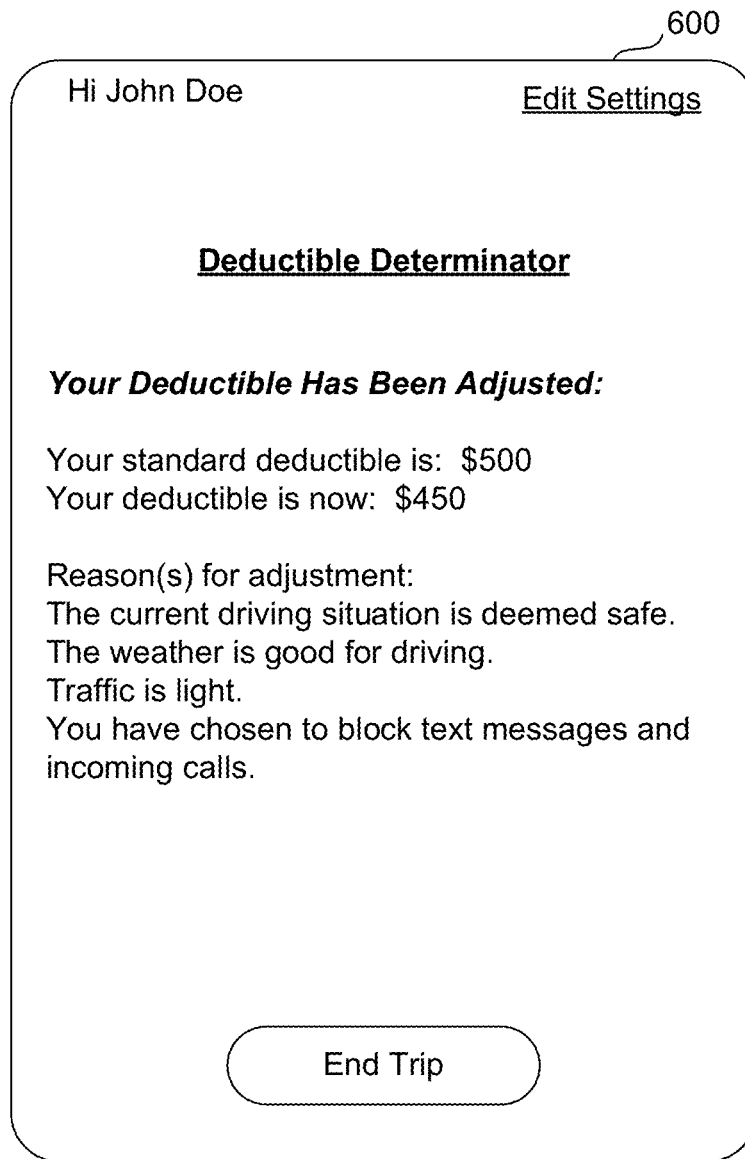 600
Hi John Doe
Edit Settings
Deductible Determinator
Your Deductible Has Been Adjusted:
Your standard deductible is: $500
Your deductible is now: $450
Reason(s) for adjustment:
The current driving situation is deemed safe.
The weather is good for driving.
Traffic is light.
You have chosen to block text messages and
incoming calls.
End Trip